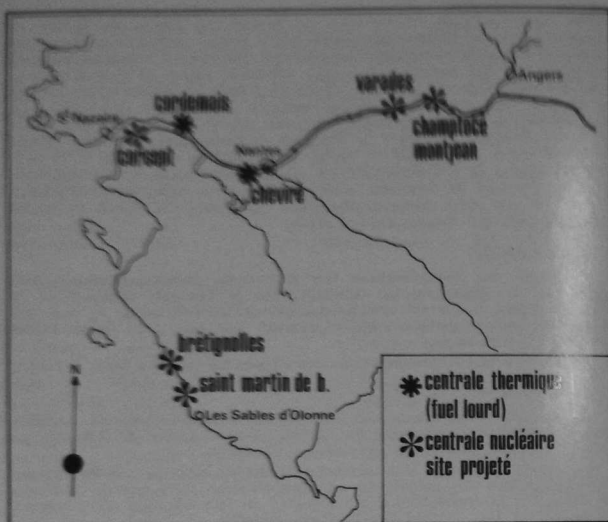 Angers
varades
cordemais
St Nazaire
champtocé
montjean
corsept
Nantes
cheviré
brétignolles
saint martin de b.
Les Sables d'Olonne
N
centrale thermique
(fuel lourd)
centrale nucléaire
site projeté